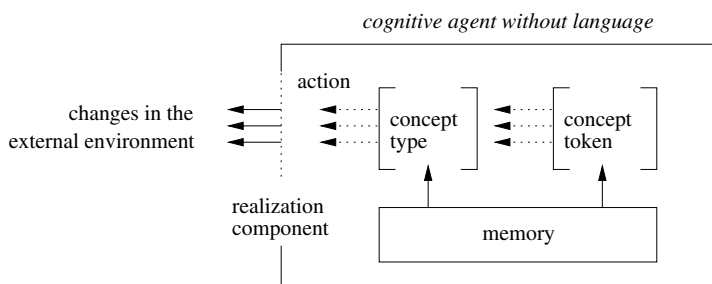 cognitive agent without language
action
changes in the
external environment
concept
type
concept
token
realization
component
memory